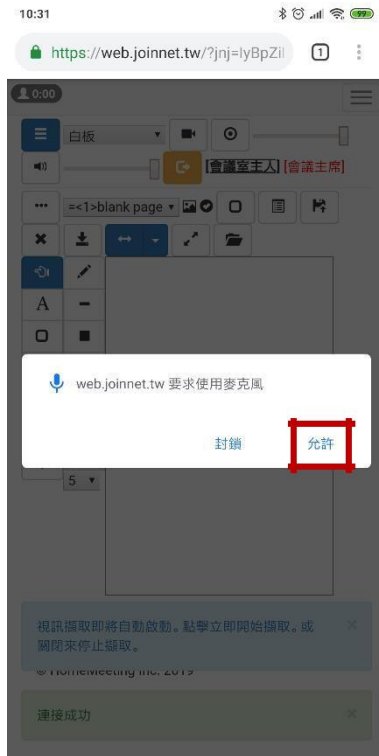 10:31
99
https://web.joinnet.tw/?jnj=lyBpZil
1
0:00
白板
[會議室主人] [會議主席]
=<1>blank page
A
web.joinnet.tw 要求使用麥克風
封鎖
允許
5
視訊擷取即將自動啟動。點擊立即開始擷取。或
關閉來停止擷取。
© HomeMeeting Inc. 2019
連接成功